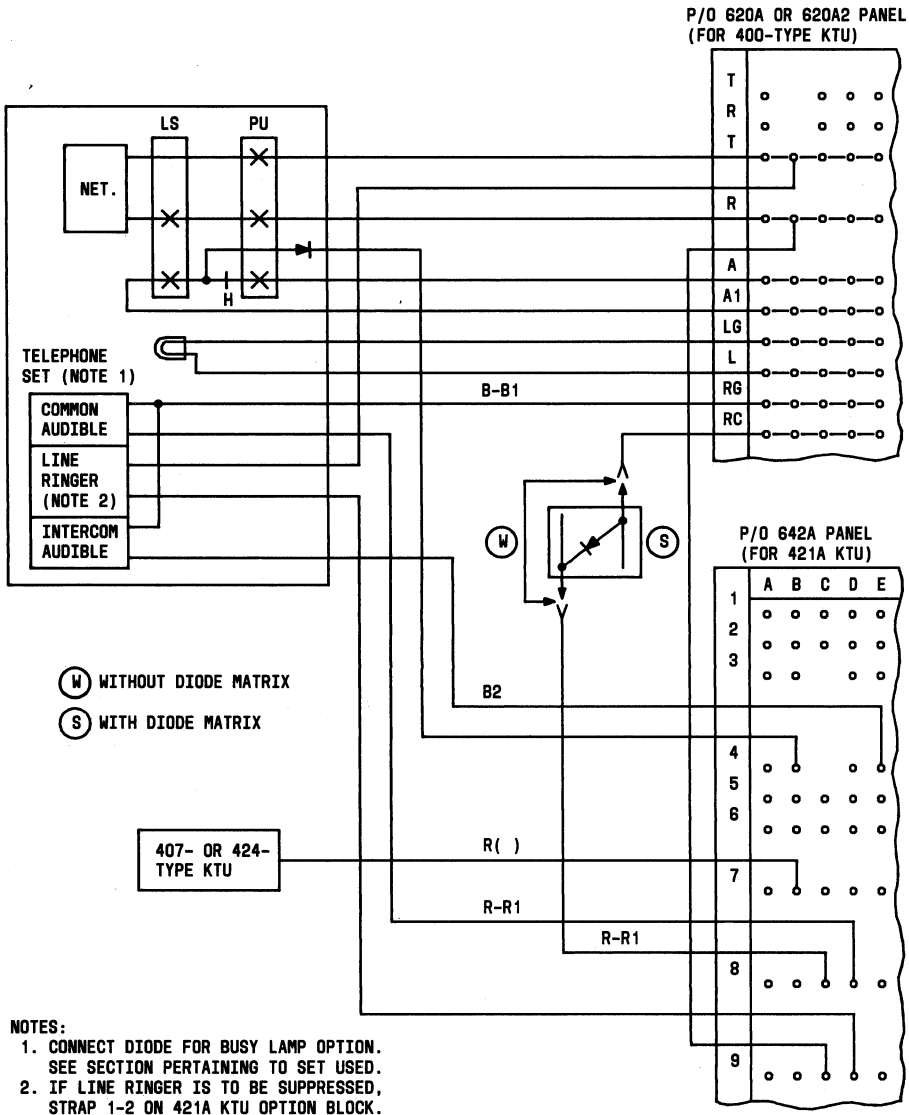 P/O 620A OR 620A2 PANEL
(FOR 400-TYPE KTU)
T
R
T
R
A
A1
LG
L
RG
RC
LS
PU
NET.
H
TELEPHONE
SET (NOTE 1)
COMMON
AUDIBLE
LINE
RINGER
(NOTE 2)
INTERCOM
AUDIBLE
B-B1
W
S
P/O 642A PANEL
(FOR 421A KTU)
A B C D E
1
2
3
4
5
6
7
8
9
W WITHOUT DIODE MATRIX
S WITH DIODE MATRIX
B2
407- OR 424-
TYPE KTU
R( )
R-R1
R-R1
NOTES:
1. CONNECT DIODE FOR BUSY LAMP OPTION.
SEE SECTION PERTAINING TO SET USED.
2. IF LINE RINGER IS TO BE SUPPRESSED,
STRAP 1-2 ON 421A KTU OPTION BLOCK.